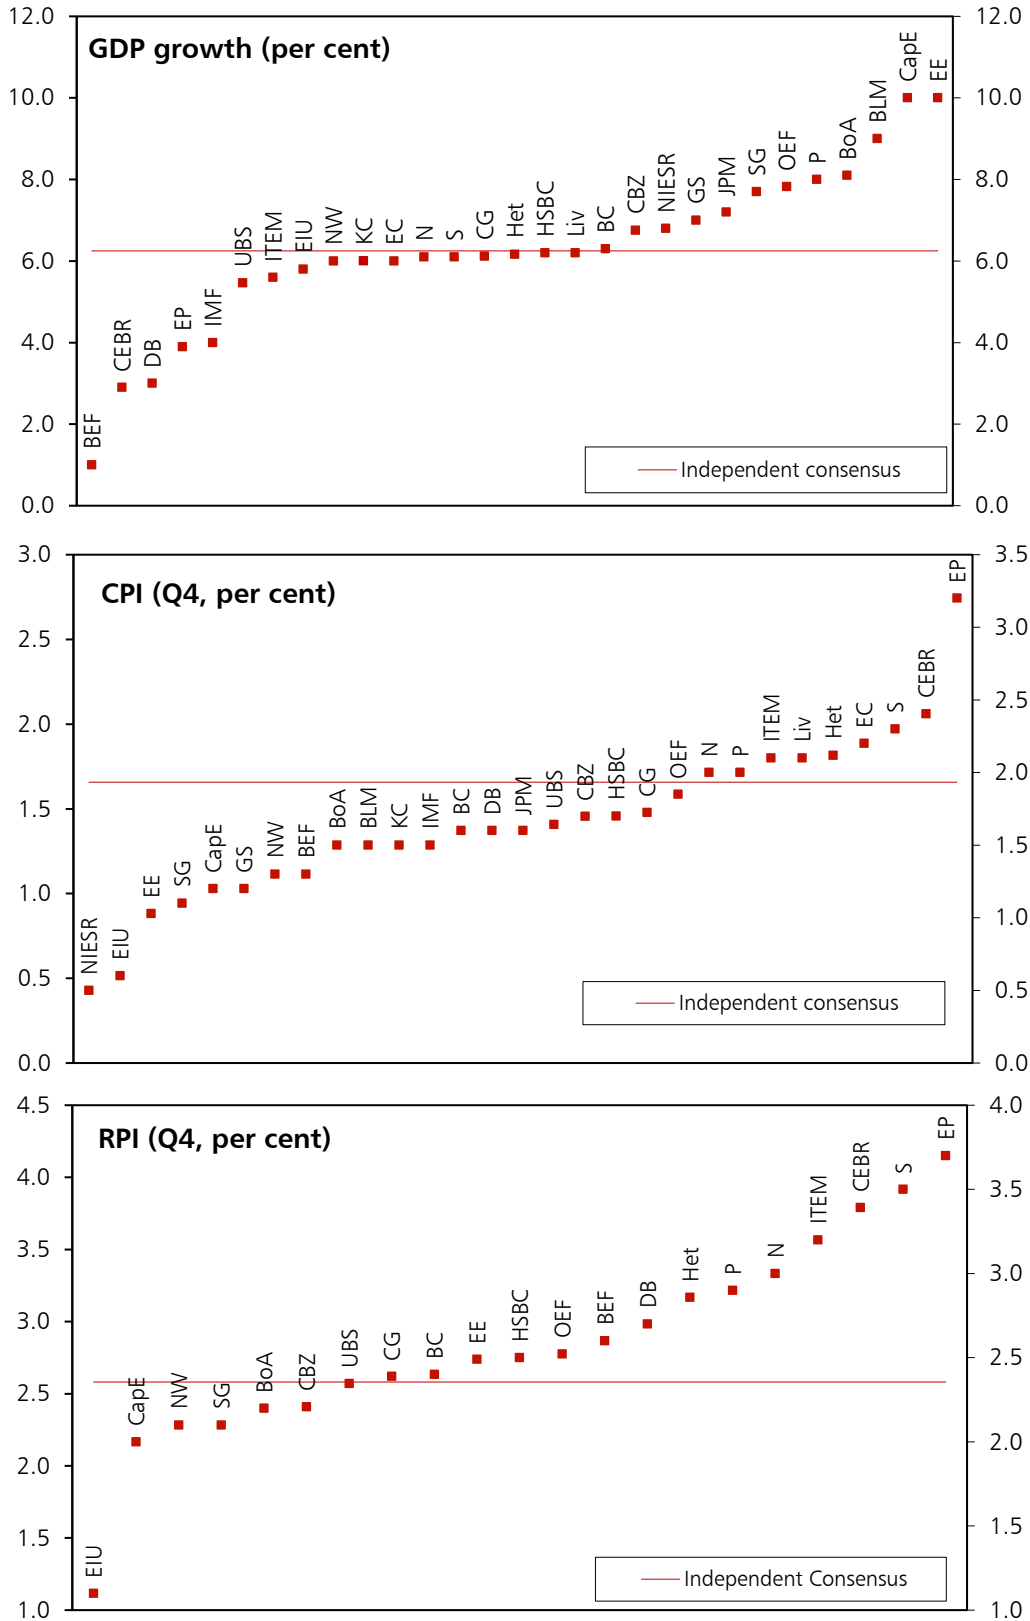 GDP growth (per cent)
12.0
10.0
8.0
6.0
4.0
2.0
0.0
12.0
10.0
8.0
6.0
4.0
2.0
0.0
BEF
CEBR
DB
EP
IMF
UBS
ITEM
EIU
NW
KC
EC
N
S
CG
Het
HSBC
Liv
BC
CBZ
NIESR
GS
JPM
SG
OEF
P
BoA
BLM
CapE
EE
Independent consensus
CPI (Q4, per cent)
3.0
2.5
2.0
1.5
1.0
0.5
0.0
3.5
3.0
2.5
2.0
1.5
1.0
0.5
0.0
NIESR
EIU
EE
SG
CapE
GS
NW
BEF
BoA
BLM
KC
IMF
BC
DB
JPM
UBS
CBZ
HSBC
CG
OEF
N
P
ITEM
Liv
Het
EC
S
CEBR
EP
Independent consensus
RPI (Q4, per cent)
4.5
4.0
3.5
3.0
2.5
2.0
1.5
1.0
4.0
3.5
3.0
2.5
2.0
1.5
1.0
EIU
CapE
NW
SG
BoA
CBZ
UBS
CG
BC
EE
HSBC
OEF
BEF
DB
Het
P
N
ITEM
CEBR
S
EP
Independent Consensus